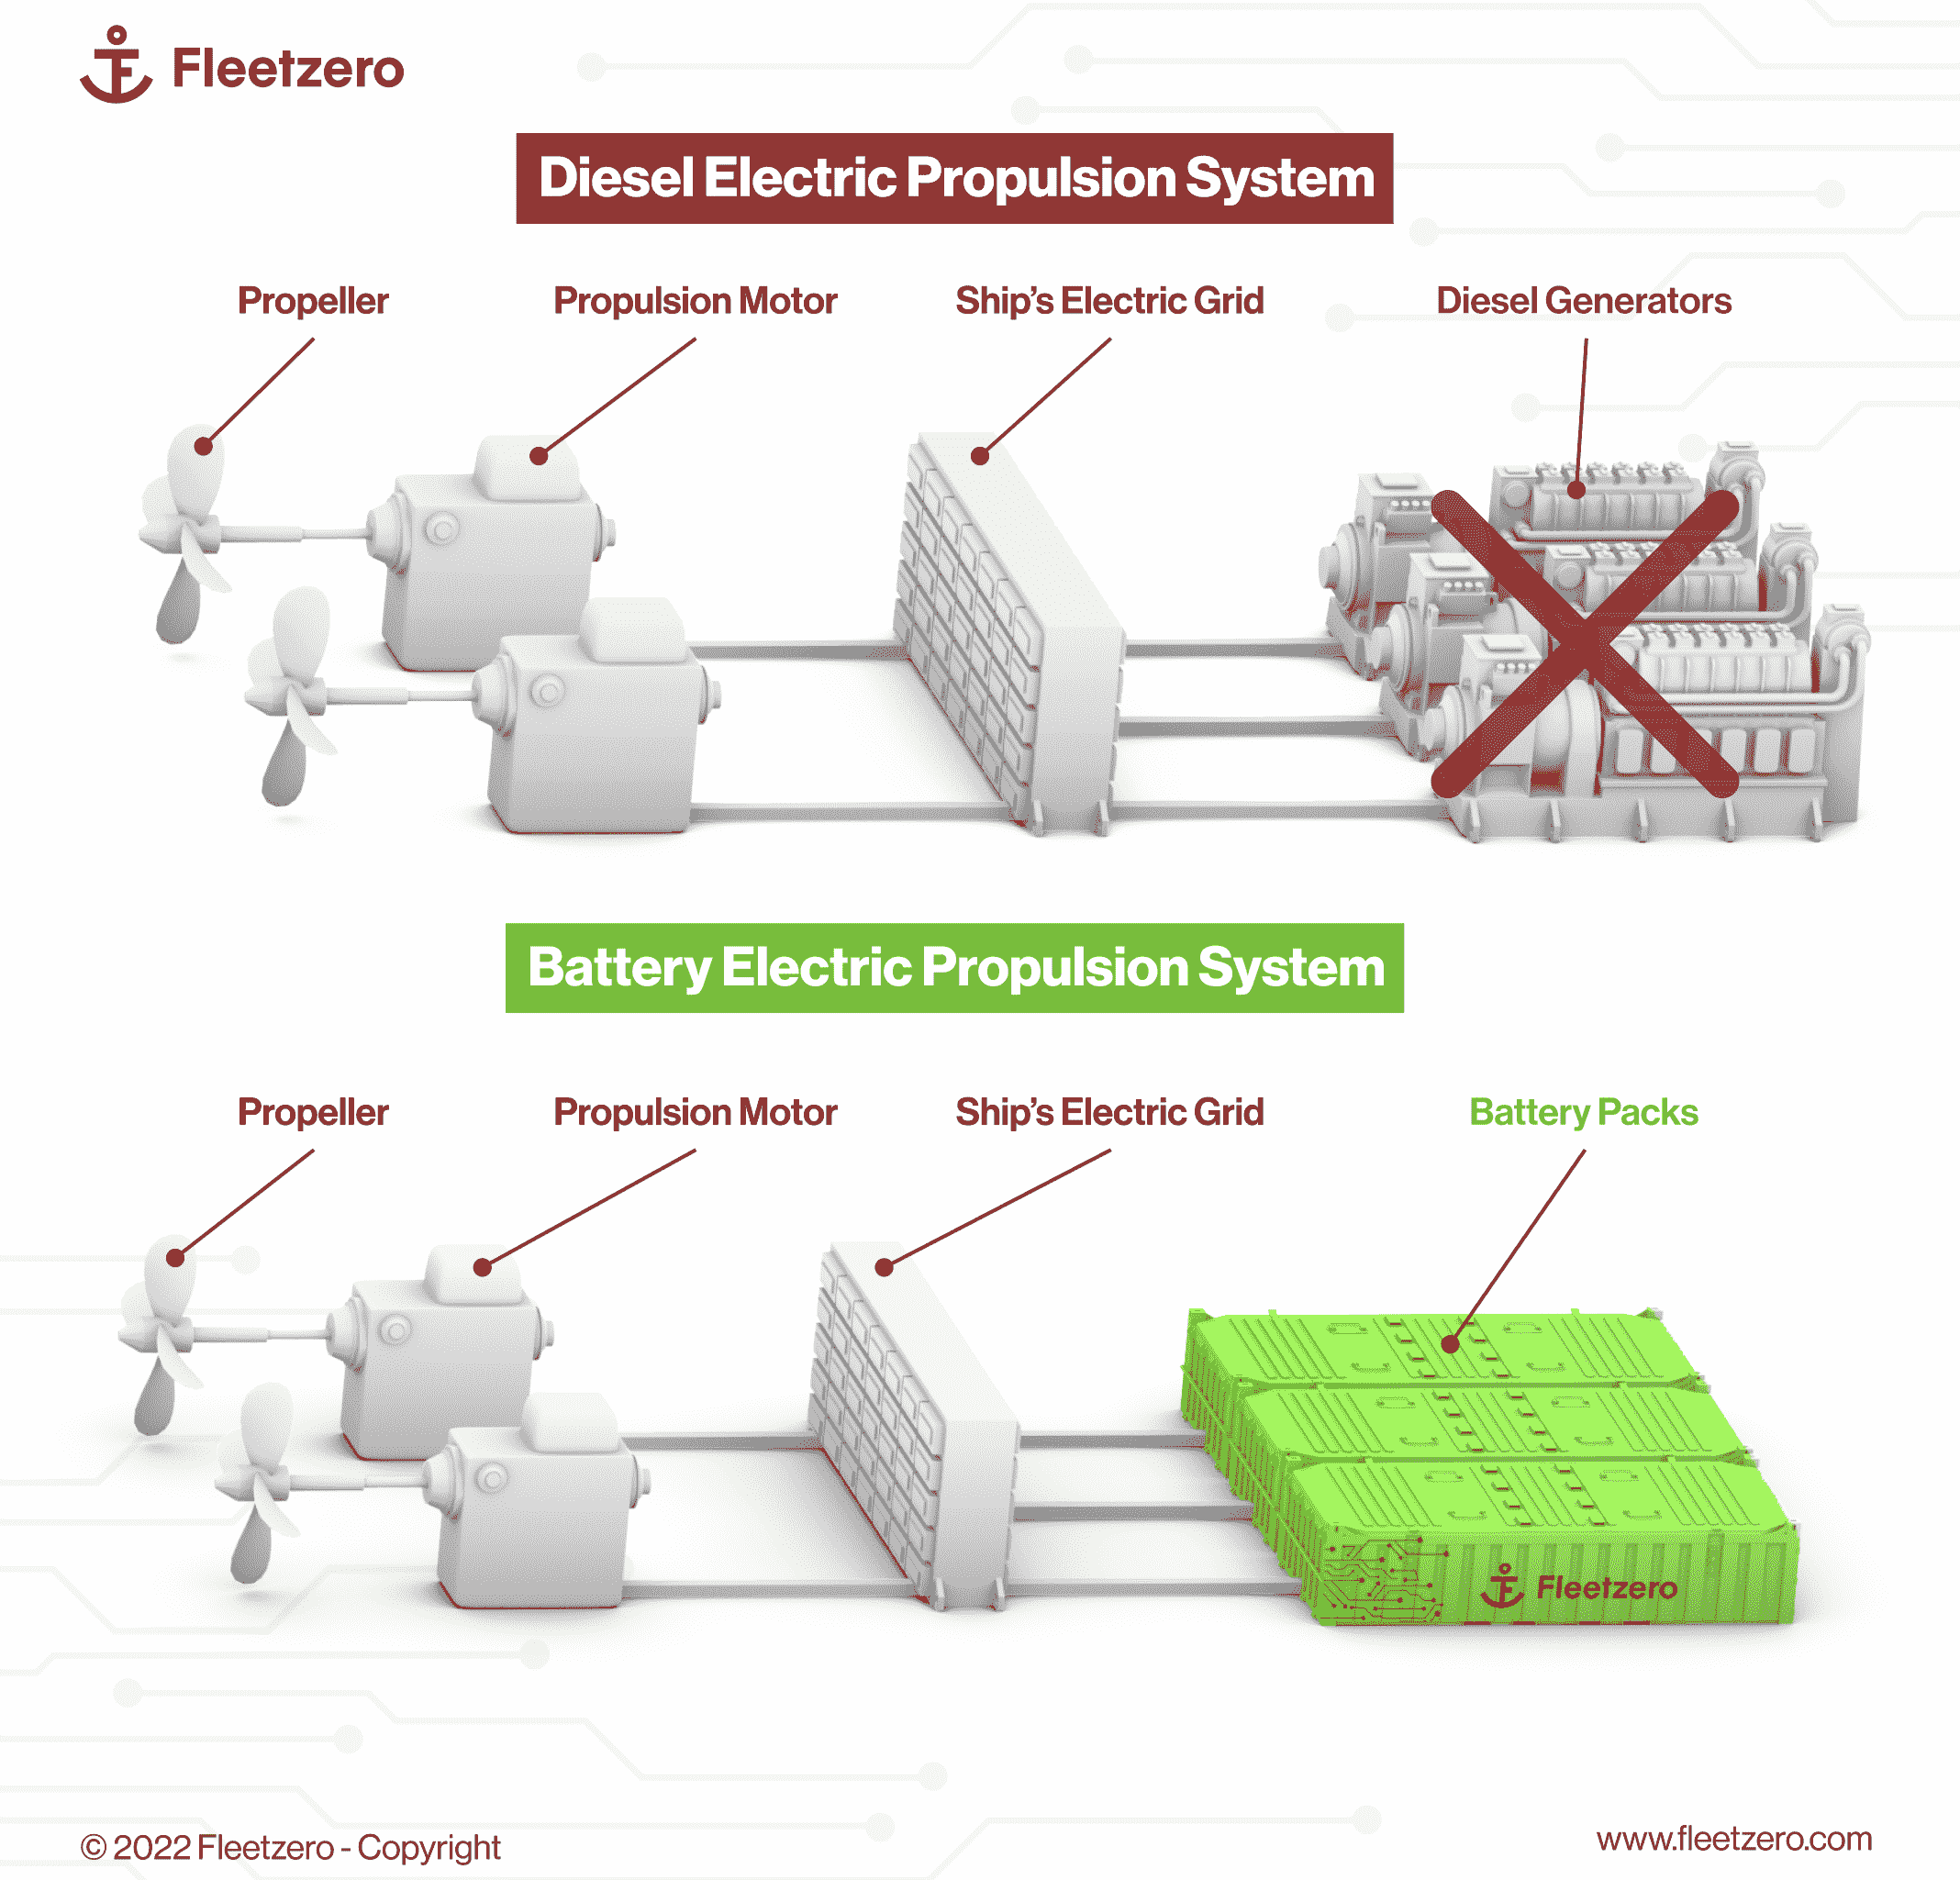 Fleetzero
Diesel Electric Propulsion System
Propeller
Propulsion Motor
Ship's Electric Grid
Diesel Generators
Battery Electric Propulsion System
Propeller
Propulsion Motor
Ship's Electric Grid
Battery Packs
Fleetzero
© 2022 Fleetzero - Copyright
www.fleetzero.com